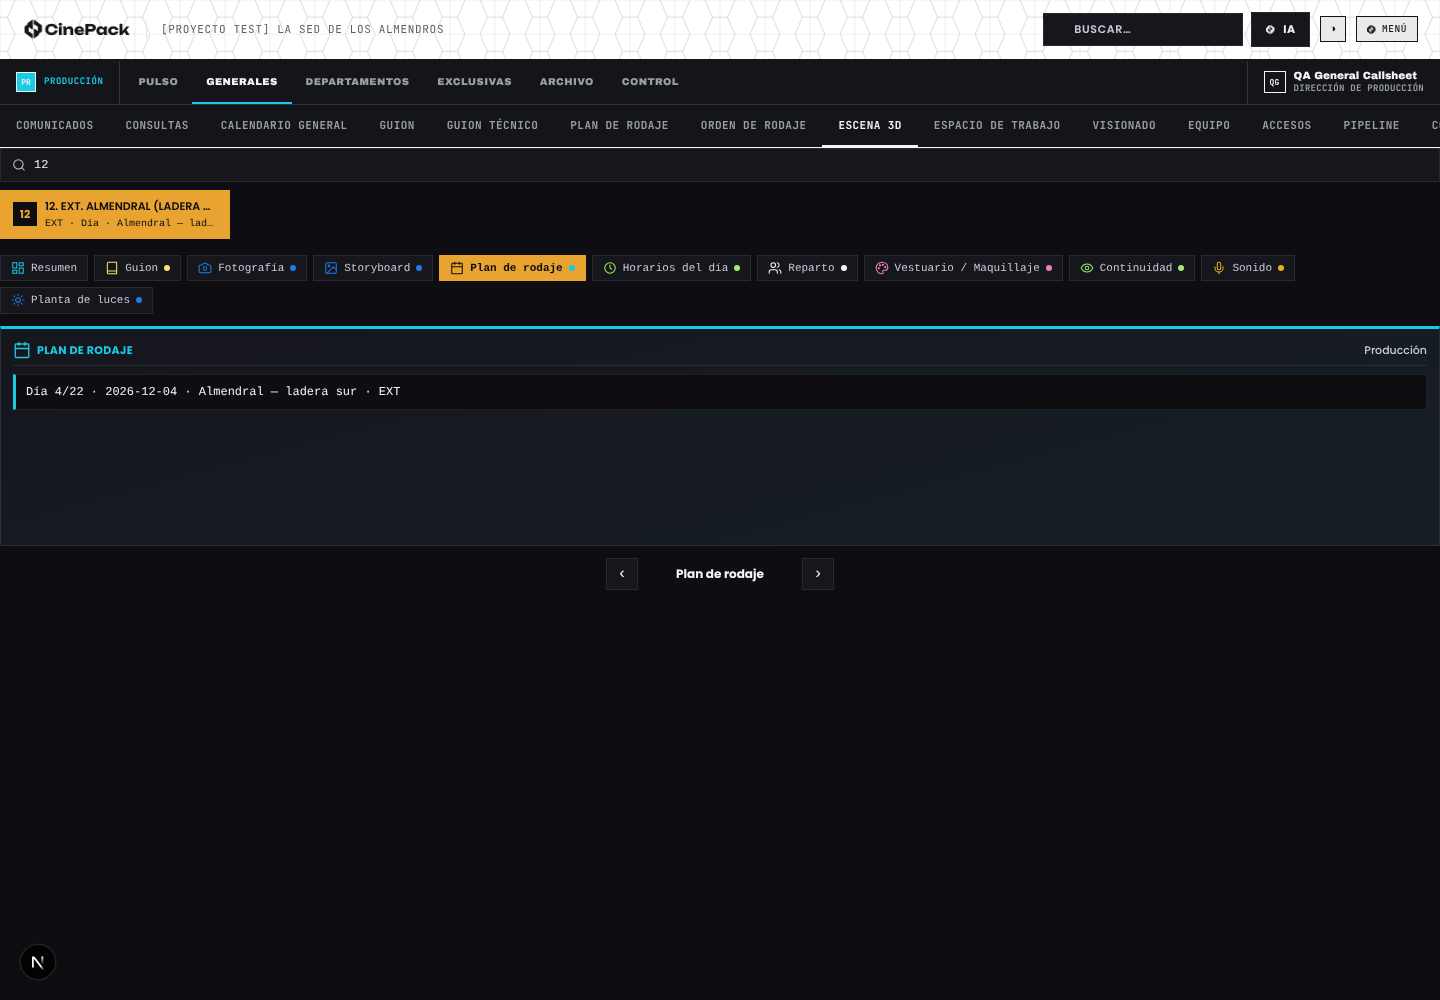 CinePack
[PROYECTO TEST] LA SED DE LOS ALMENDROS
BUSCAR…
IA
MENÚ
PR PRODUCCIÓN
PULSO
GENERALES
DEPARTAMENTOS
EXCLUSIVAS
ARCHIVO
CONTROL
QG
QA General Callsheet
DIRECCIÓN DE PRODUCCIÓN
COMUNICADOS
CONSULTAS
CALENDARIO GENERAL
GUION
GUION TÉCNICO
PLAN DE RODAJE
ORDEN DE RODAJE
ESCENA 3D
ESPACIO DE TRABAJO
VISIONADO
EQUIPO
ACCESOS
PIPELINE
12
12
12. EXT. ALMENDRAL (LADERA …
EXT · Día · Almendral — lad…
Resumen
Guion
Fotografía
Storyboard
Plan de rodaje
Horarios del día
Reparto
Vestuario / Maquillaje
Continuidad
Sonido
Planta de luces
PLAN DE RODAJE
Producción
Día 4/22 · 2026-12-04 · Almendral — ladera sur · EXT
‹
Plan de rodaje
›
N